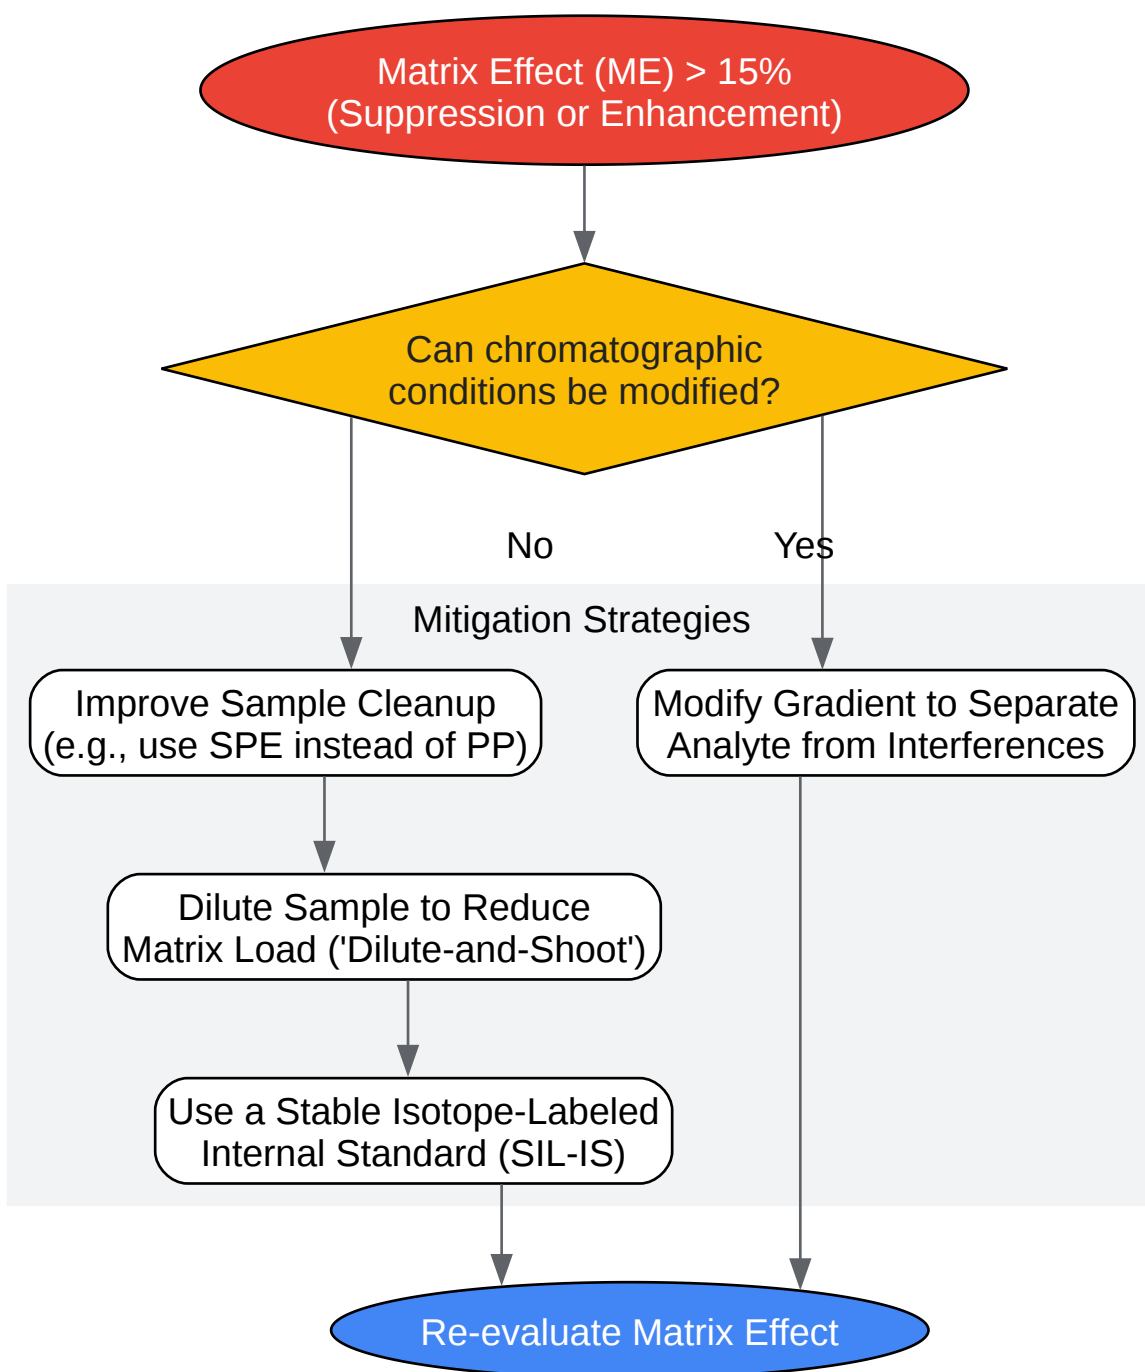 Matrix Effect (ME) > 15%
(Suppression or Enhancement)
Can chromatographic
conditions be modified?
No
Yes
Mitigation Strategies
Improve Sample Cleanup
(e.g., use SPE instead of PP)
Modify Gradient to Separate
Analyte from Interferences
Dilute Sample to Reduce
Matrix Load ('Dilute-and-Shoot')
Use a Stable Isotope-Labeled
Internal Standard (SIL-IS)
Re-evaluate Matrix Effect